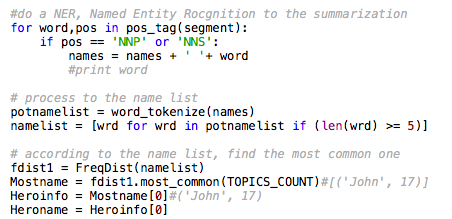 #do a NER, Named Entity Rocgnition to the summarization
for word,pos in pos_tag(segment):
    if pos == 'NNP' or 'NNS':
        names = names + ' '+ word
        #print word

# process to the name list
potnamelist = word_tokenize(names)
namelist = [wrd for wrd in potnamelist if (len(wrd) >= 5)]

# according to the name list, find the most common one
fdist1 = FreqDist(namelist)
Mostname = fdist1.most_common(TOPICS_COUNT)#[('John', 17)]
Heroinfo = Mostname[0]#('John', 17)
Heroname = Heroinfo[0]